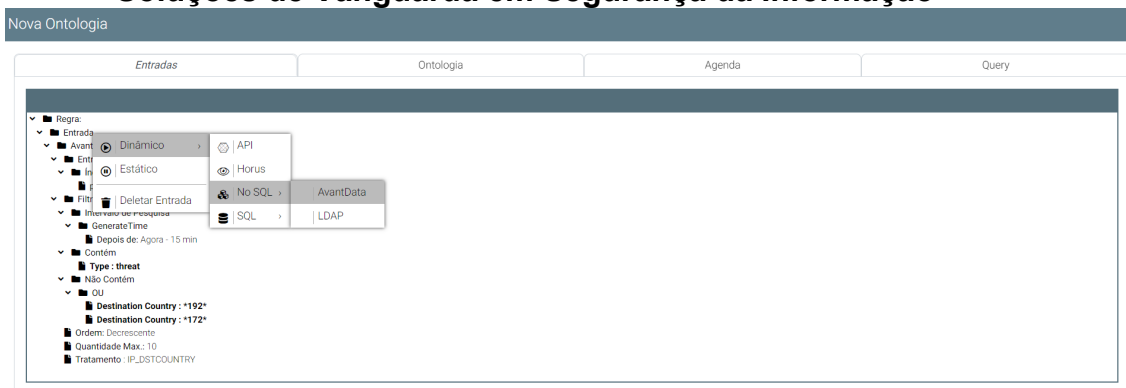 Soluções de Vanguarda em Segurança da Informação
Nova Ontologia
Entradas Ontologia Agenda Query
Regra:
Entrada
Avant
Dinâmico
API
Estático
Horus
No SQL
AvantData
Deletar Entrada
SQL
LDAP
Intervalo de Pesquisa
GenerateTime
Depois de: Agora - 15 min
Contém
Type : threat
Não Contém
OU
Destination Country : *192*
Destination Country : *172*
Ordem: Decrescente
Quantidade Max.: 10
Tratamento : IP_DSTCOUNTRY